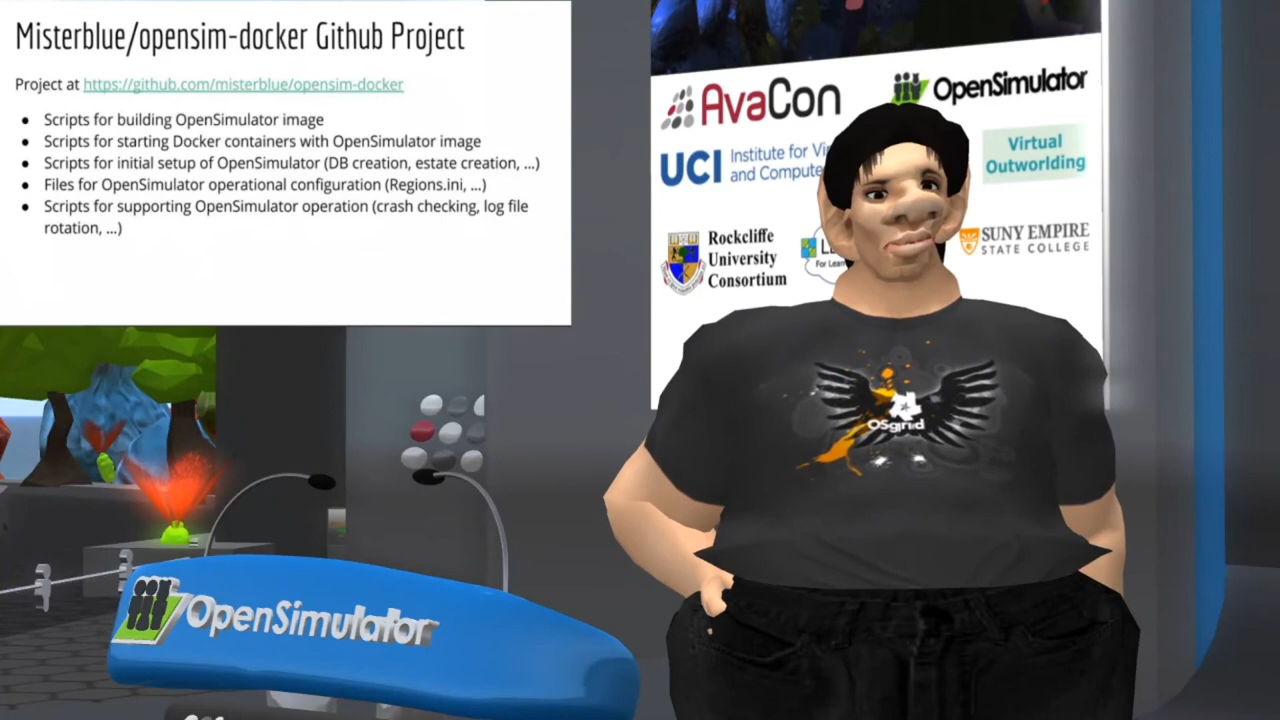 Misterblue/opensim-docker Github Project
Project at https://github.com/misterblue/opensim-docker
● Scripts for building OpenSimulator image
● Scripts for starting Docker containers with OpenSimulator image
● Scripts for initial setup of OpenSimulator (DB creation, estate creation, ...)
● Files for OpenSimulator operational configuration (Regions.ini, ...)
● Scripts for supporting OpenSimulator operation (crash checking, log file
rotation, ...)
AvaCon
OpenSimulator
UCI
Institute for
and Compute
Virtual
Outworlding
Rockcliffe
University
Consortium
For Lear
SUNY EMPIRE
STATE COLLEGE
OSgrid
OpenSimulator